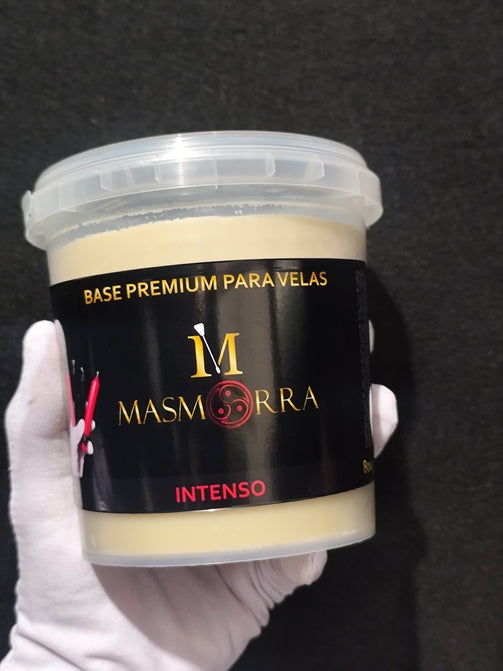 BASE PREMIUM PARA VELAS
M
MASMORRA
INTENSO